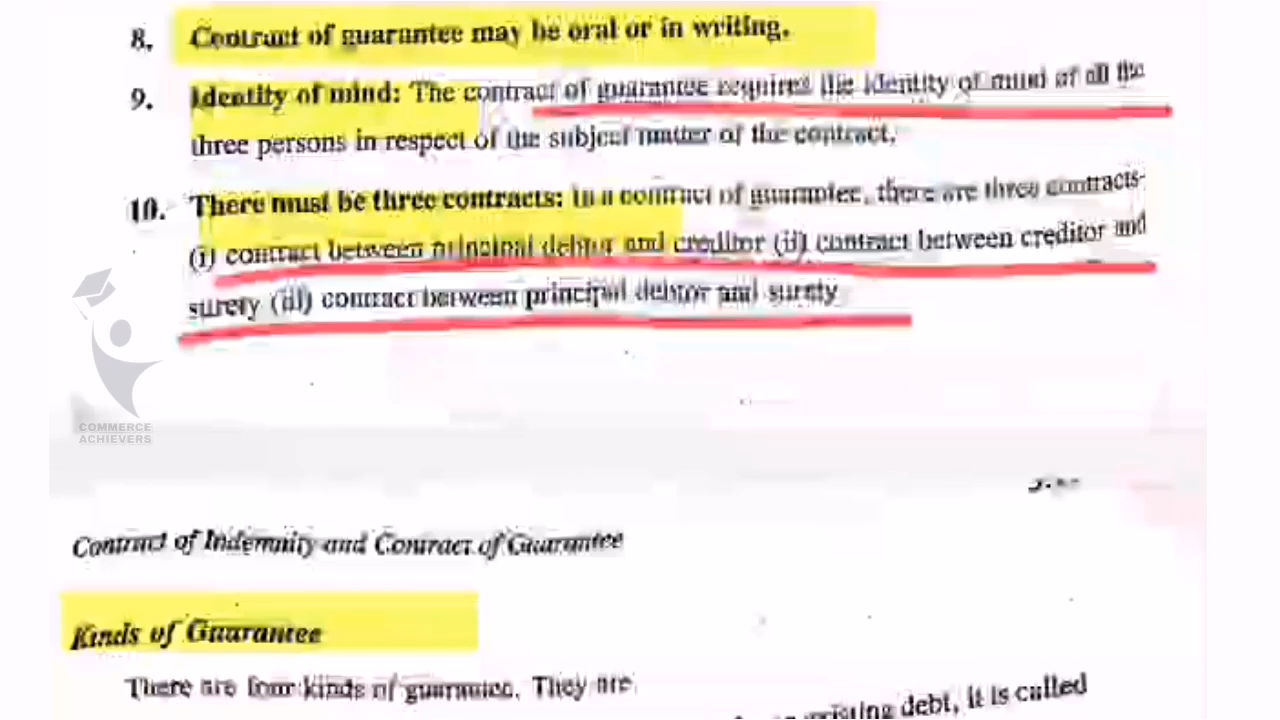 8. Contract of guarantee may be oral or in writing.
9. Identity of mind: The contract of guarantee requires the identity of mind of all the
three persons in respect of the subject matter of the contract.
10. There must be three contracts: In a contract of guarantee, there are three contracts-
(i) contract between principal debtor and creditor (ii) contract between creditor and
surety (iii) contract between principal debtor and surety
COMMERCE
ACHIEVERS
Contract of Indemnity and Contract of Guarantee
Kinds of Guarantee
There are four kinds of guarantee. They are
existing debt, it is called